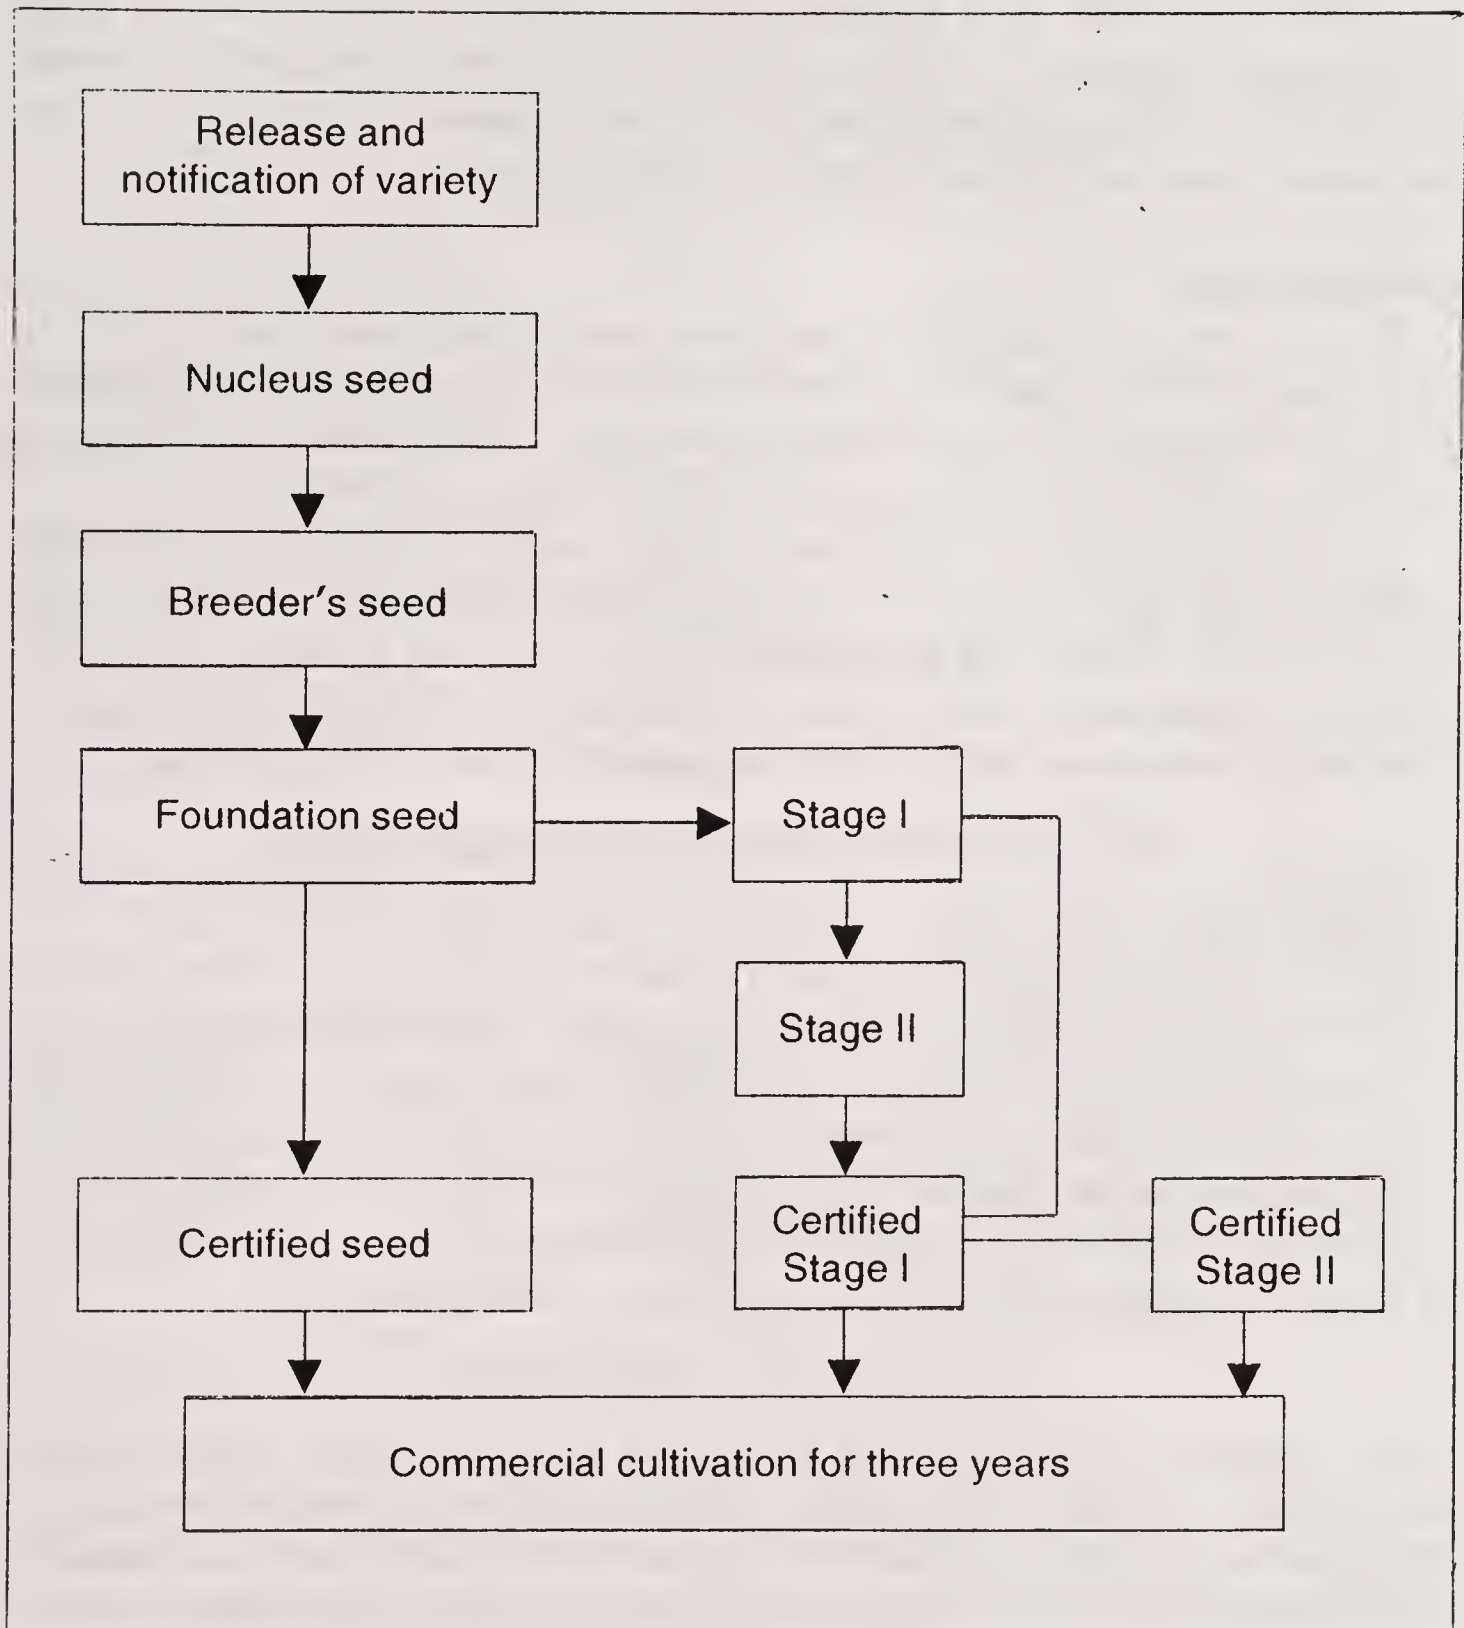 Release and
notification of variety
Nucleus seed
Breeder's seed
Foundation seed
Stage I
Stage II
Certified seed
Certified
Stage I
Certified
Stage II
Commercial cultivation for three years